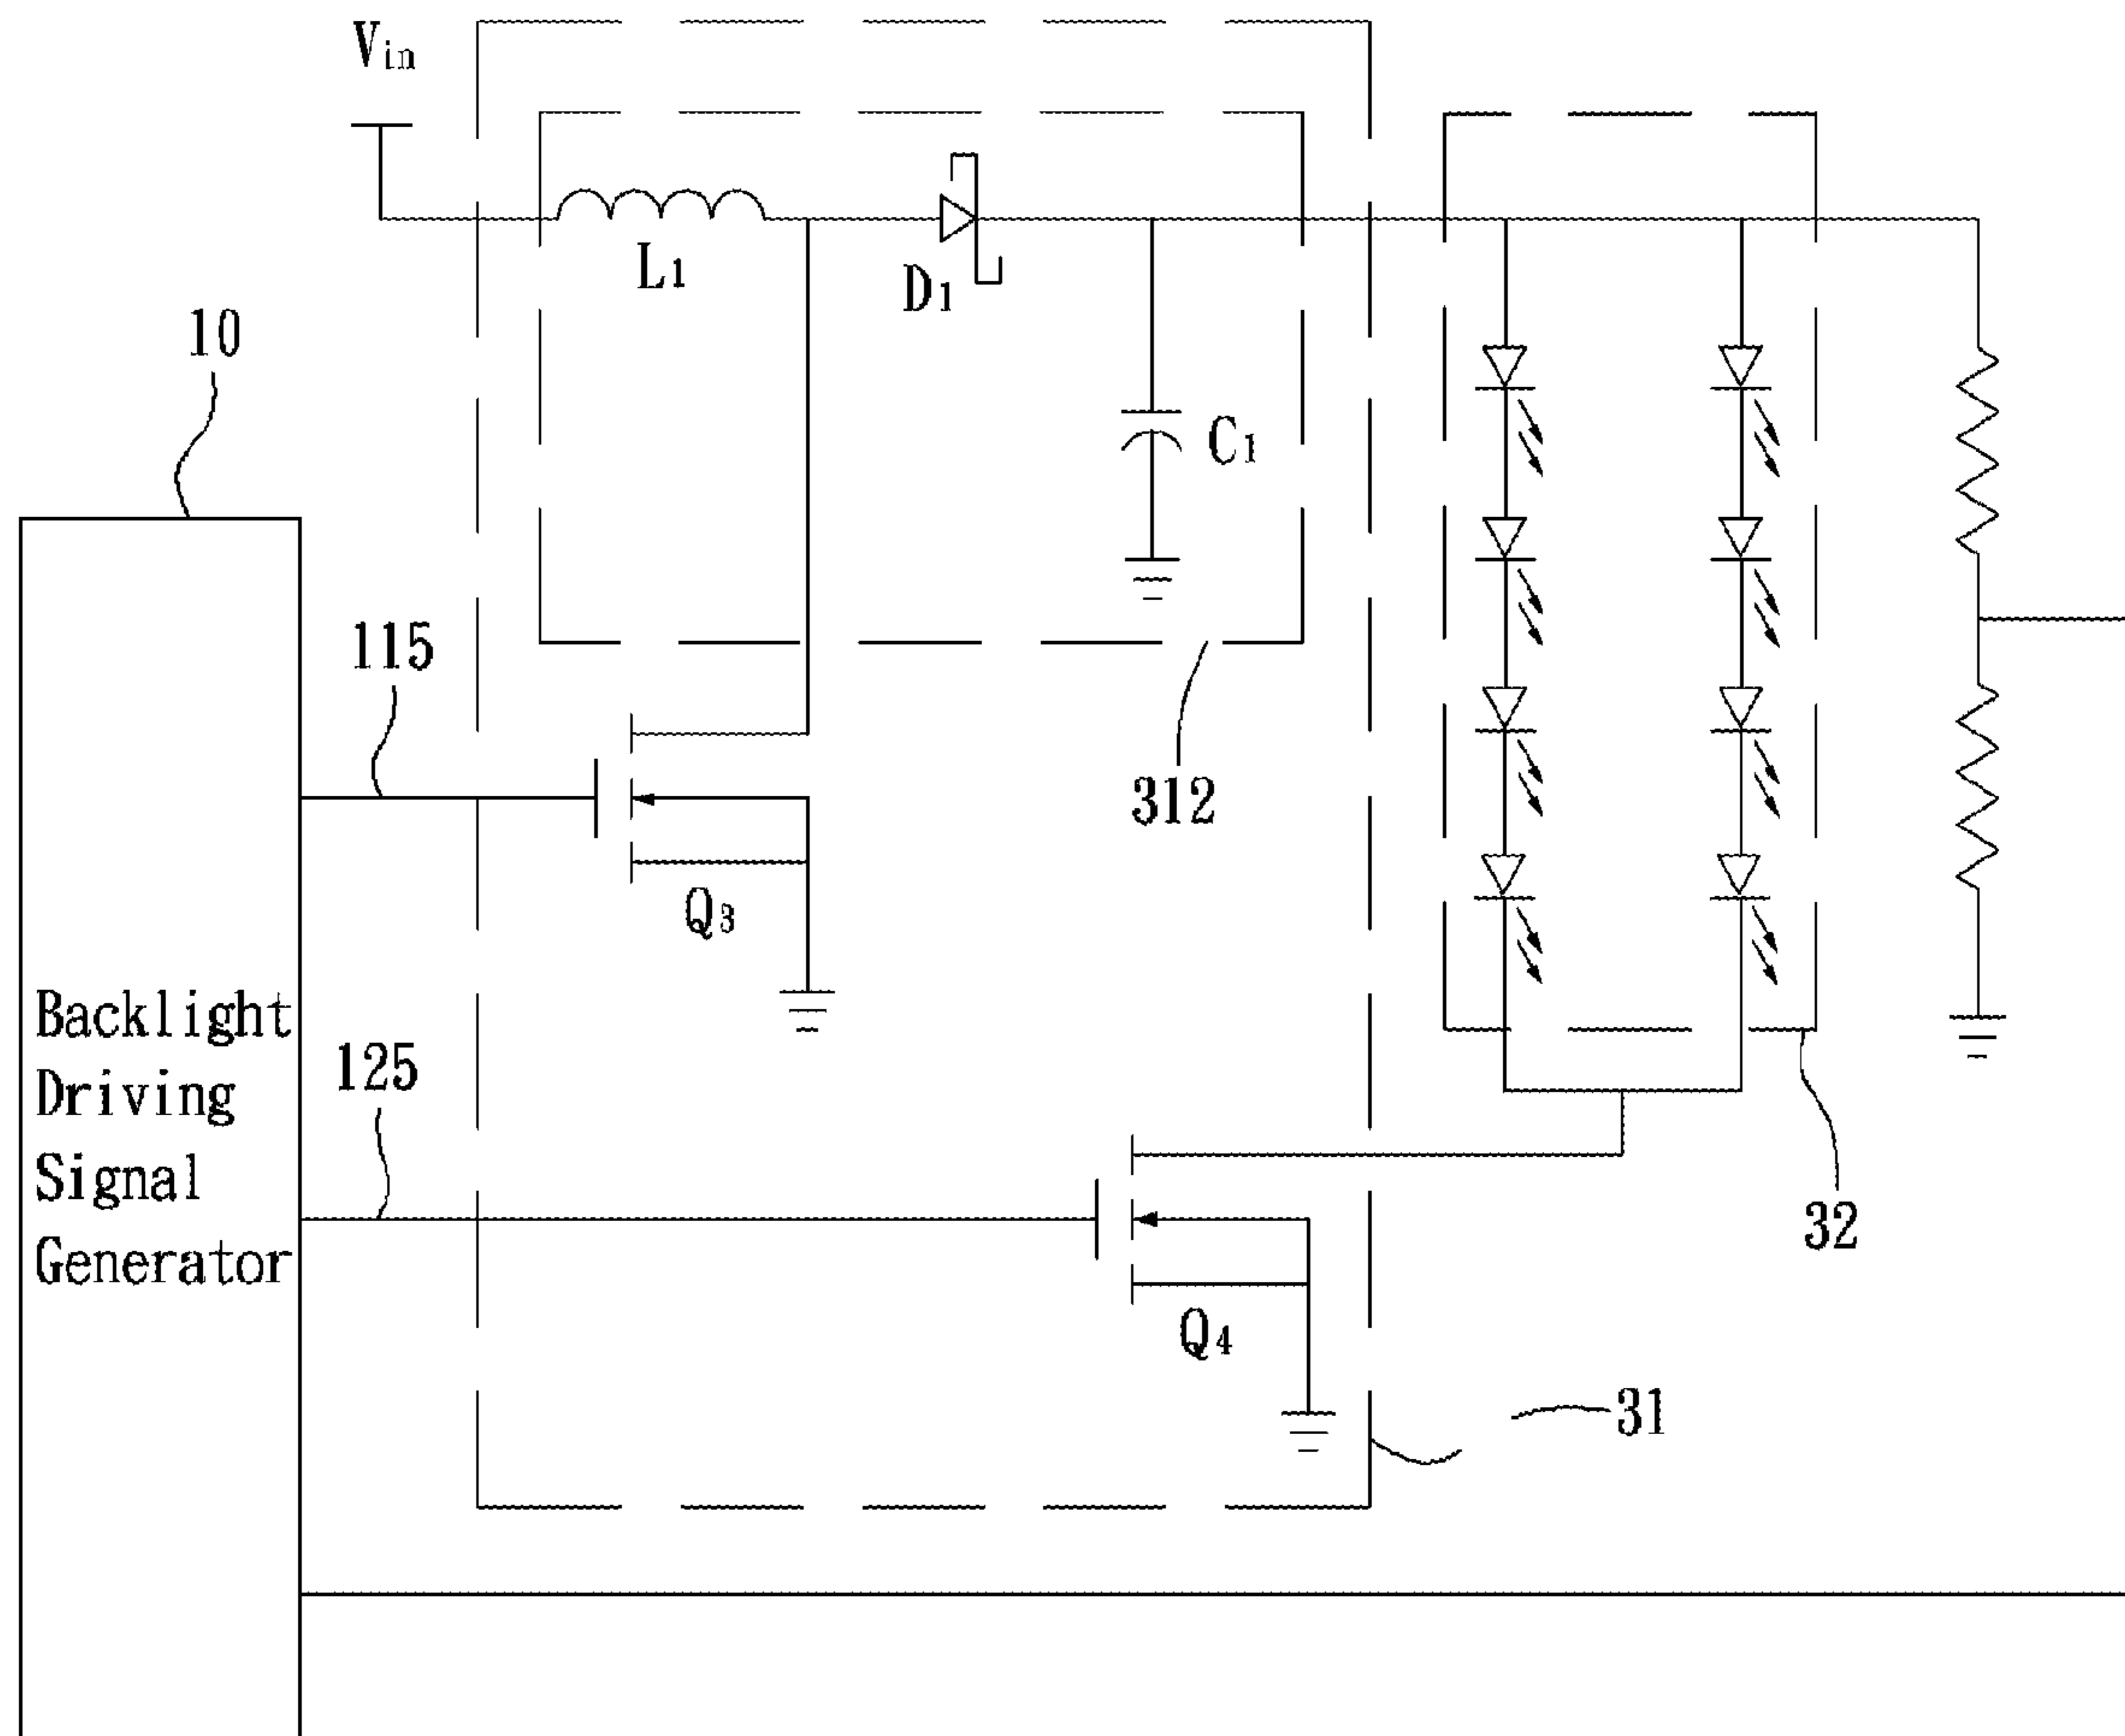 Vin
L1
D1
10
C1
115
312
Q3
Backlight
Driving
Signal
Generator
125
32
Q4
31